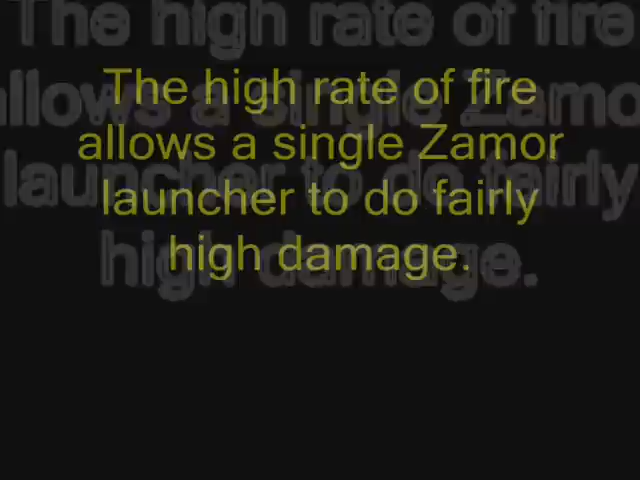 The high rate of fire
allows a single Zamor
launcher to do fairly
high damage.